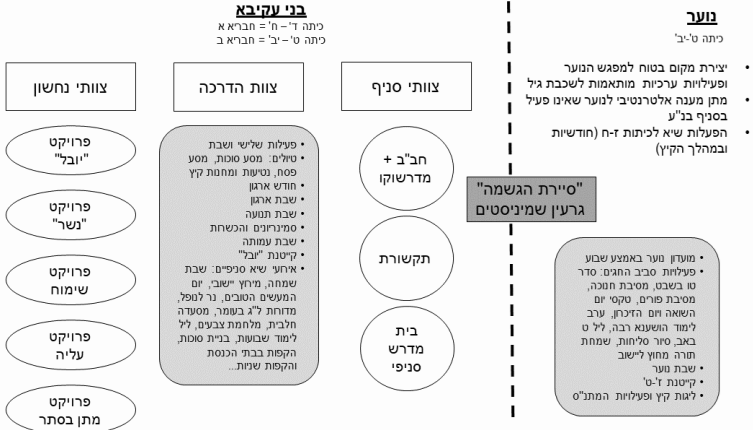 נוער
כיתה ט'-יב'
יצירת מקום בטוח למפגש הנוער
ופעילויות ערכיות מותאמות לשכבת גיל
מתן מענה אלטרנטיבי לנוער שאינו פעיל
בסניף בנ"ע
הפעלות שיא לכיתות ז-ח (חודשיות
ובמהלך הקיץ)
"סיירת הגשמה"
גרעין שמיניסטים
מועדון נוער באמצע שבוע
פעילויות סביב החגים: סדר
טו בשבט, מסיבת חנוכה,
מסיבת פורים, טקסי יום
השואה ויום הזיכרון, ערב
לימוד הושענא רבה, ליל ט
באב, סיור סליחות, שמחת
תורה מחוץ ליישוב
שבת נוער
קייטנת ז'-ט'
ליגות קיץ ופעילויות המתנ"ס
בני עקיבא
כיתה ד' – ח' = חבריא א
כיתה ט' – יב' = חבריא ב
צוותי סניף
חב"ב +
מדרשוקו
תקשורת
בית
מדרש
סניפי
צוות הדרכה
פעילות שלישי ושבת
טיולים: מסע סוכות, מסע
פסח, נטיעות ומחנות קיץ
חודש ארגון
שבת ארגון
שבת תנועה
סמינריונים והכשרות
שבת עמותה
קייטנת "יובל"
אירועי שיא סניפיים: שבת
שמחה, מירוץ יישובי, יום
המעשים הטובים, נר לנופל,
מדורות ל"ג בעומר, מסעדה
חלבית, מלחמת צבעים, ליל
לימוד שבועות, בניית סוכות,
הקפות בבתי הכנסת
והקפות שניות...
צוותי נחשון
פרויקט
"יובל"
פרויקט
"נשר"
פרויקט
שימוח
פרויקט
עליה
פרויקט
מתן בסתר